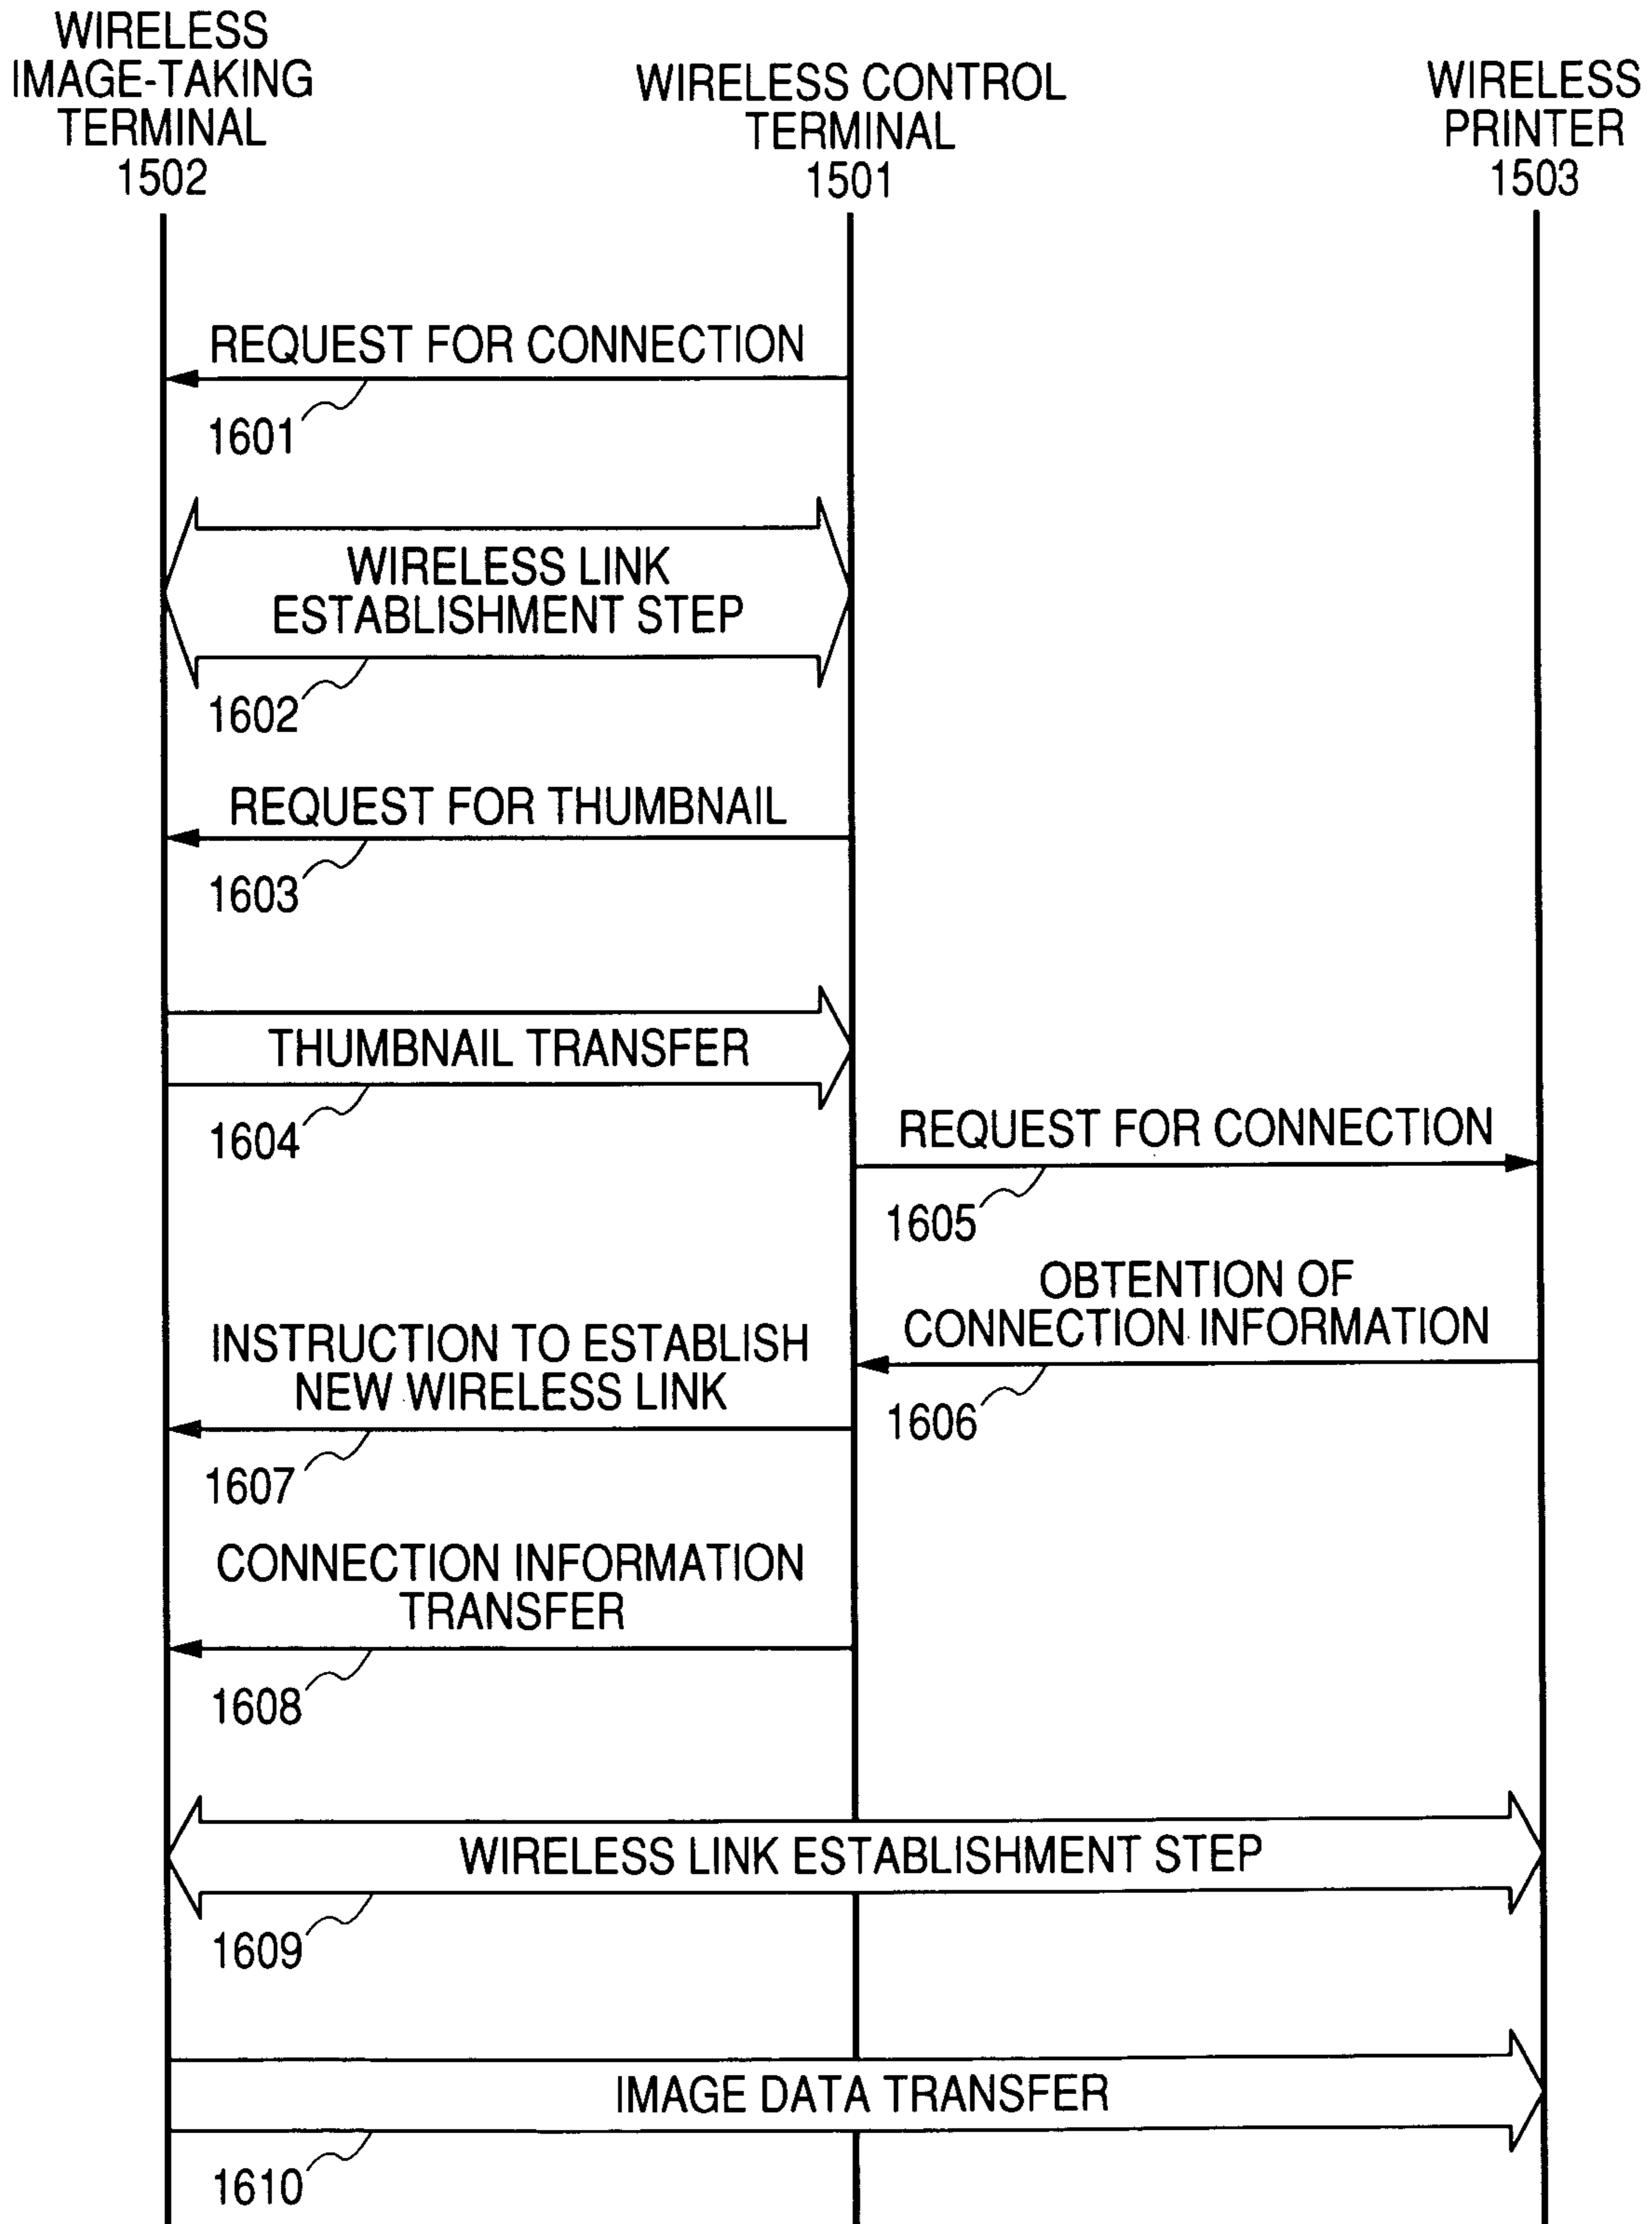 WIRELESS
IMAGE-TAKING
TERMINAL
1502
WIRELESS CONTROL
TERMINAL
1501
WIRELESS
PRINTER
1503
REQUEST FOR CONNECTION
1601
WIRELESS LINK
ESTABLISHMENT STEP
1602
REQUEST FOR THUMBNAIL
1603
THUMBNAIL TRANSFER
1604
REQUEST FOR CONNECTION
1605
OBTENTION OF
CONNECTION INFORMATION
1606
INSTRUCTION TO ESTABLISH
NEW WIRELESS LINK
1607
CONNECTION INFORMATION
TRANSFER
1608
WIRELESS LINK ESTABLISHMENT STEP
1609
IMAGE DATA TRANSFER
1610